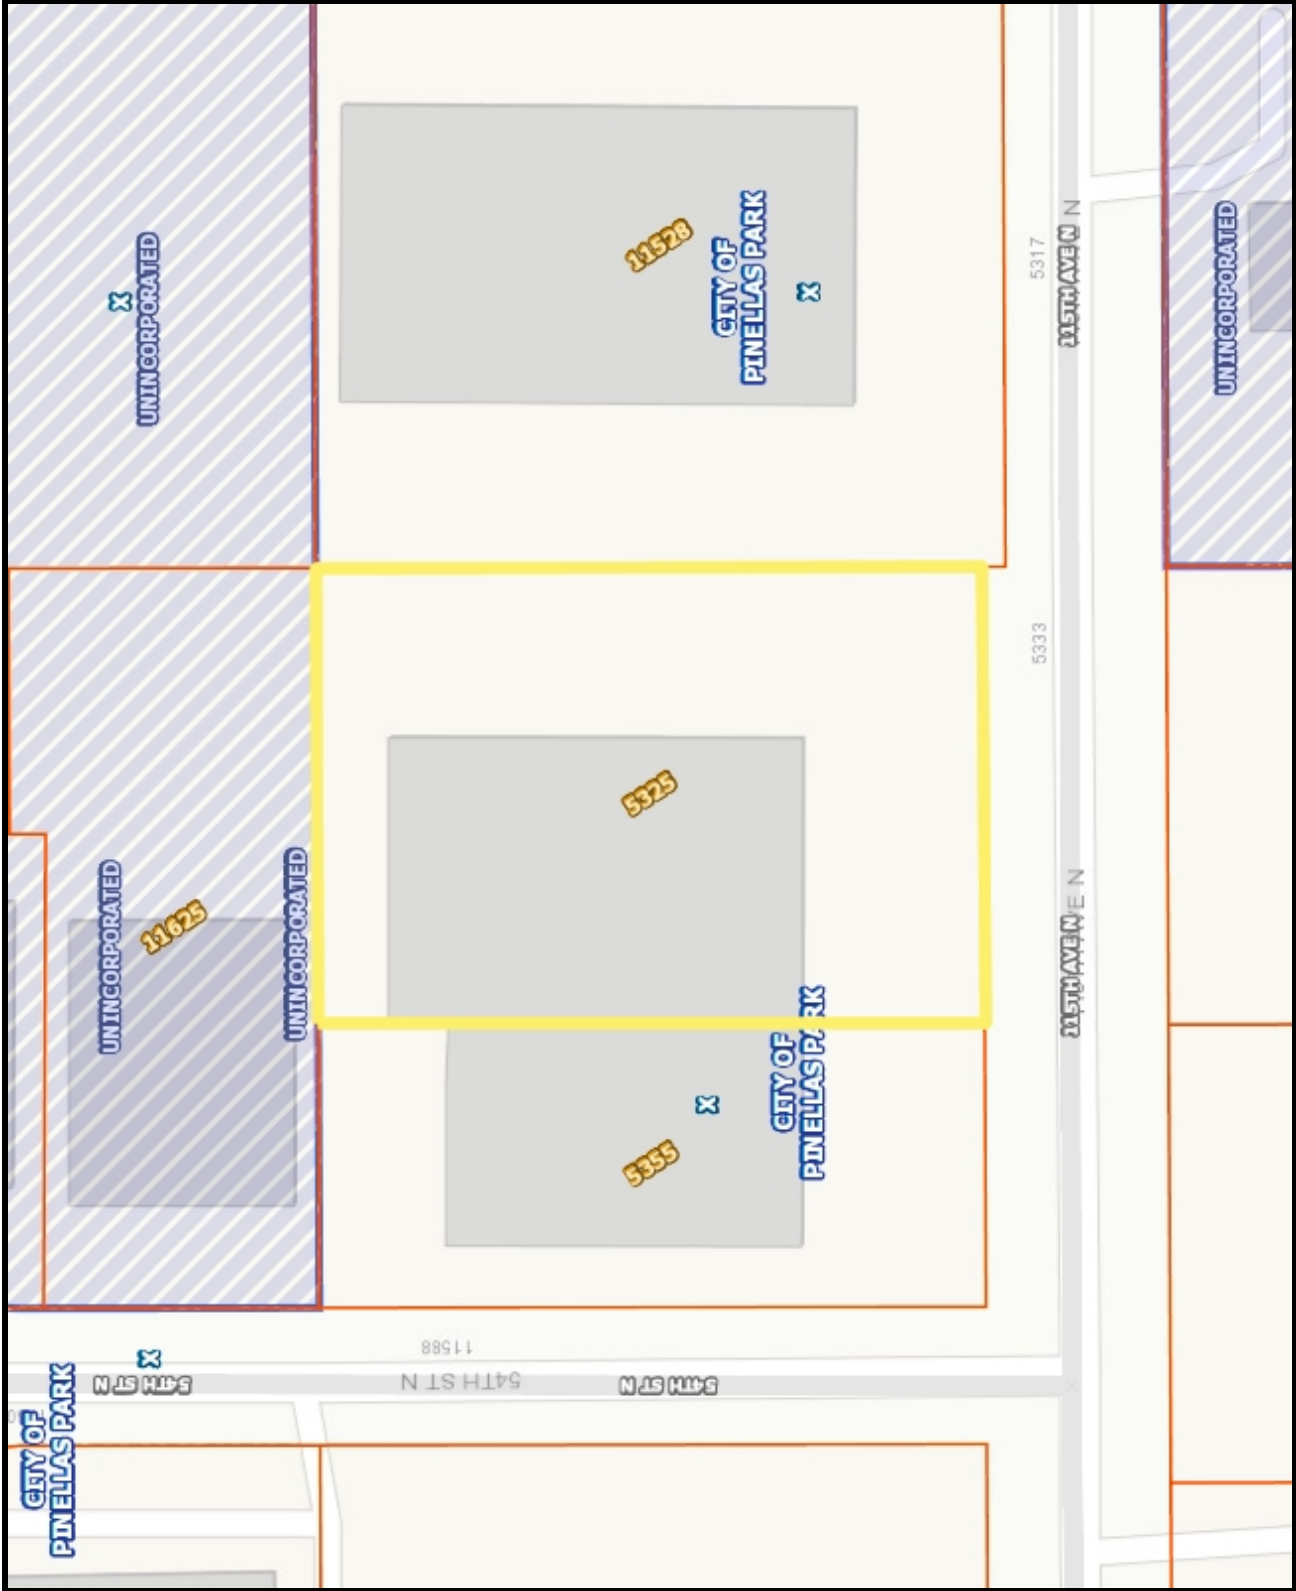 11528
CITY OF
PINELLAS PARK
X
UNINCORPORATED
X
5317
115TH AVE N
N
UNINCORPORATED
5333
5325
11625
UNINCORPORATED
UNINCORPORATED
115TH AVE N
VE N
CITY OF
PINELLAS PARK
X
5355
11588
X
54TH ST N
54TH ST N
54TH ST N
CITY OF
PINELLAS PARK